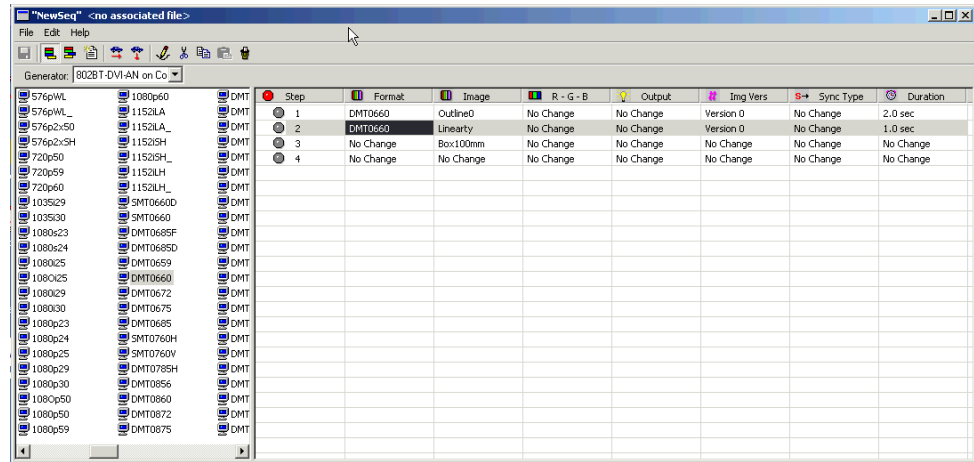 "NewSeq" <no associated file>
File Edit Help
Generator: 802BT-DVI-AN on Co
576pWL 1080p60 DMT
576pWL_ 1152iLA DMT
576p2x50 1152iLA_ DMT
576p2xSH 1152iSH DMT
720p50 1152iSH_ DMT
720p59 1152iLH DMT
720p60 1152iLH_ DMT
1035i29 SMT0660D DMT
1035i30 SMT0660 DMT
1080s23 DMT0685F DMT
1080s24 DMT0685D DMT
1080i25 DMT0659 DMT
108Oi25 DMT0660 DMT
1080i29 DMT0672 DMT
1080i30 DMT0675 DMT
1080p23 DMT0685 DMT
1080p24 SMT0760H DMT
1080p25 SMT0760V DMT
1080p29 DMT0785H DMT
1080p30 DMT0856 DMT
108Op50 DMT0860 DMT
1080p50 DMT0872 DMT
1080p59 DMT0875 DMT
Step Format Image R - G - B Output # Img Vers S→ Sync Type Duration
1 DMT0660 Outline0 No Change No Change Version 0 No Change 2.0 sec
2 DMT0660 Linearty No Change No Change Version 0 No Change 1.0 sec
3 No Change Box100mm No Change No Change No Change No Change No Change
4 No Change No Change No Change No Change No Change No Change No Change